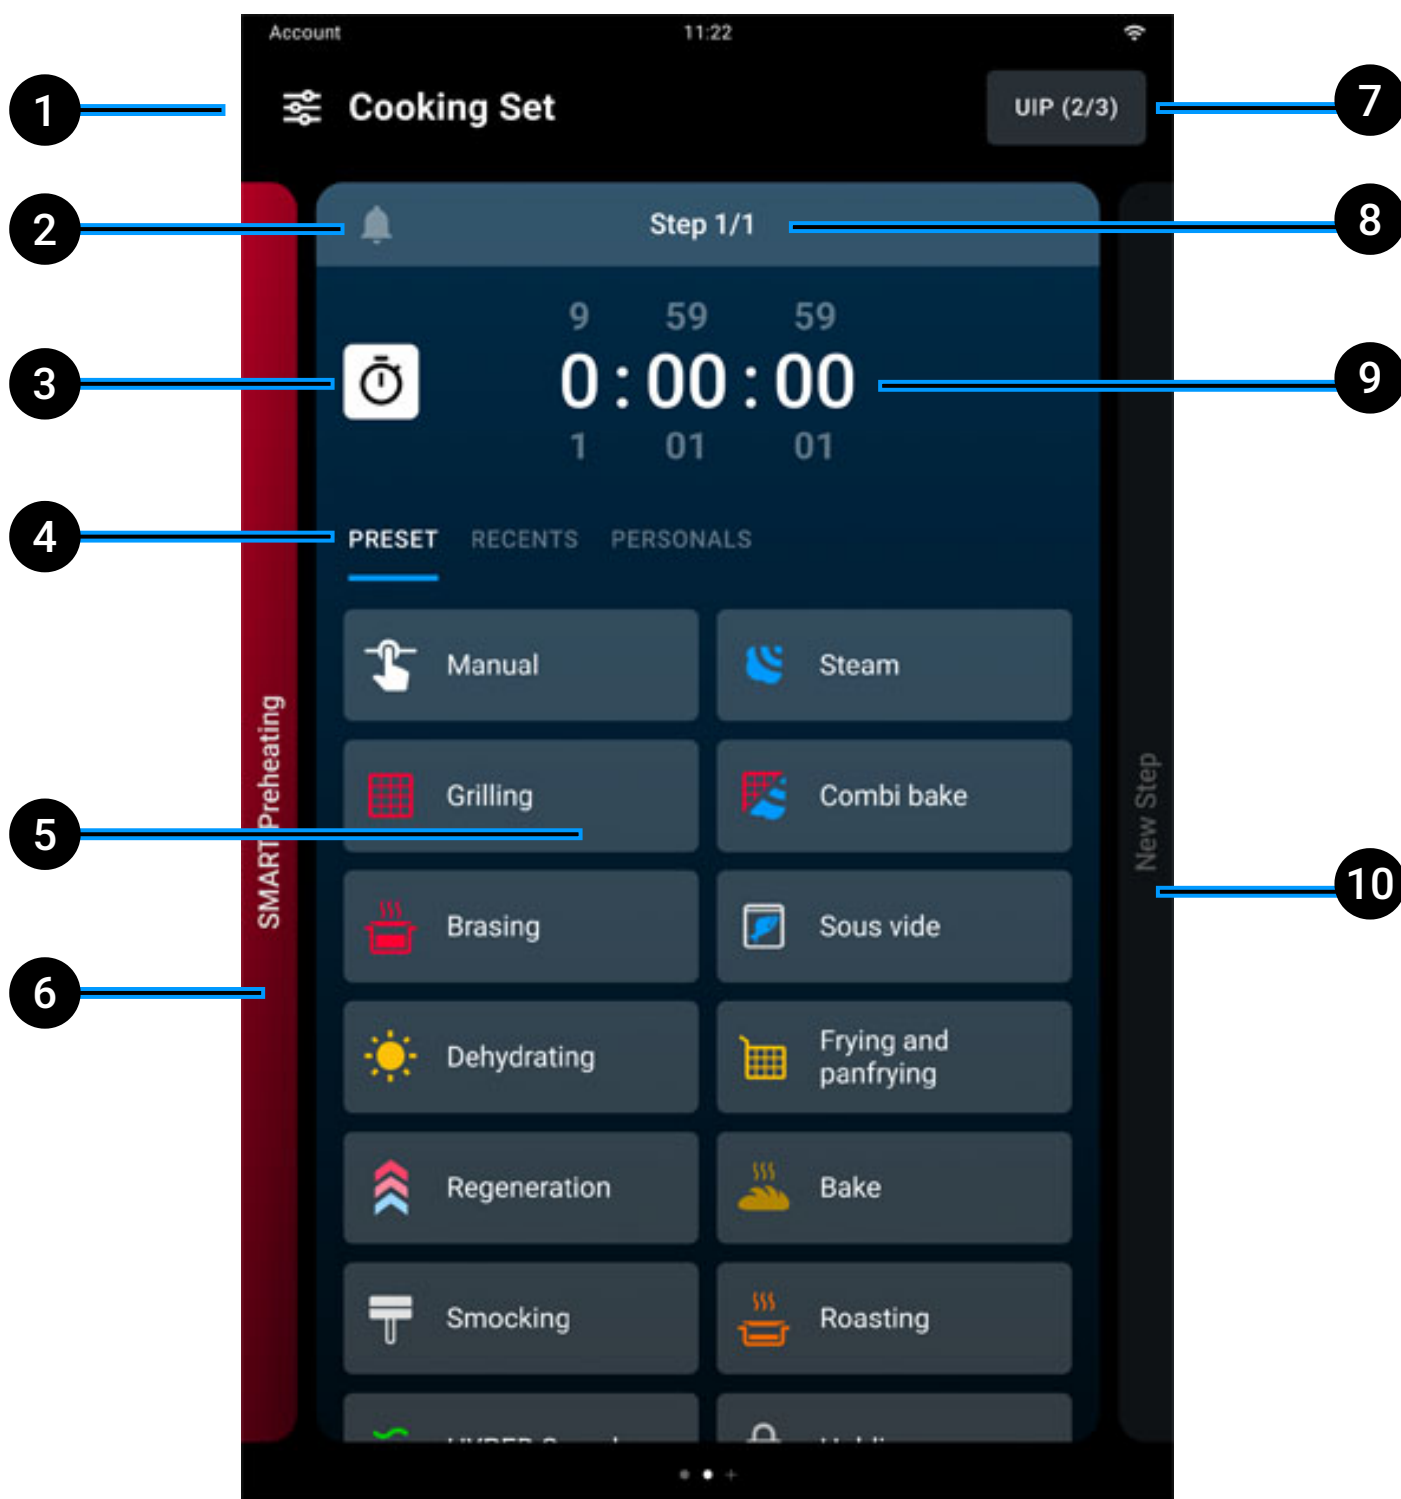 Account
11:22
1
Cooking Set
UIP (2/3)
7
2
Step 1/1
8
9 59 59
3
0 : 00 : 00
9
1 01 01
4
PRESET RECENTS PERSONALS
Manual
Steam
Grilling
Combi bake
5
Brasing
Sous vide
SMART Preheating
New Step
10
6
Dehydrating
Frying and
panfrying
Regeneration
Bake
Smocking
Roasting